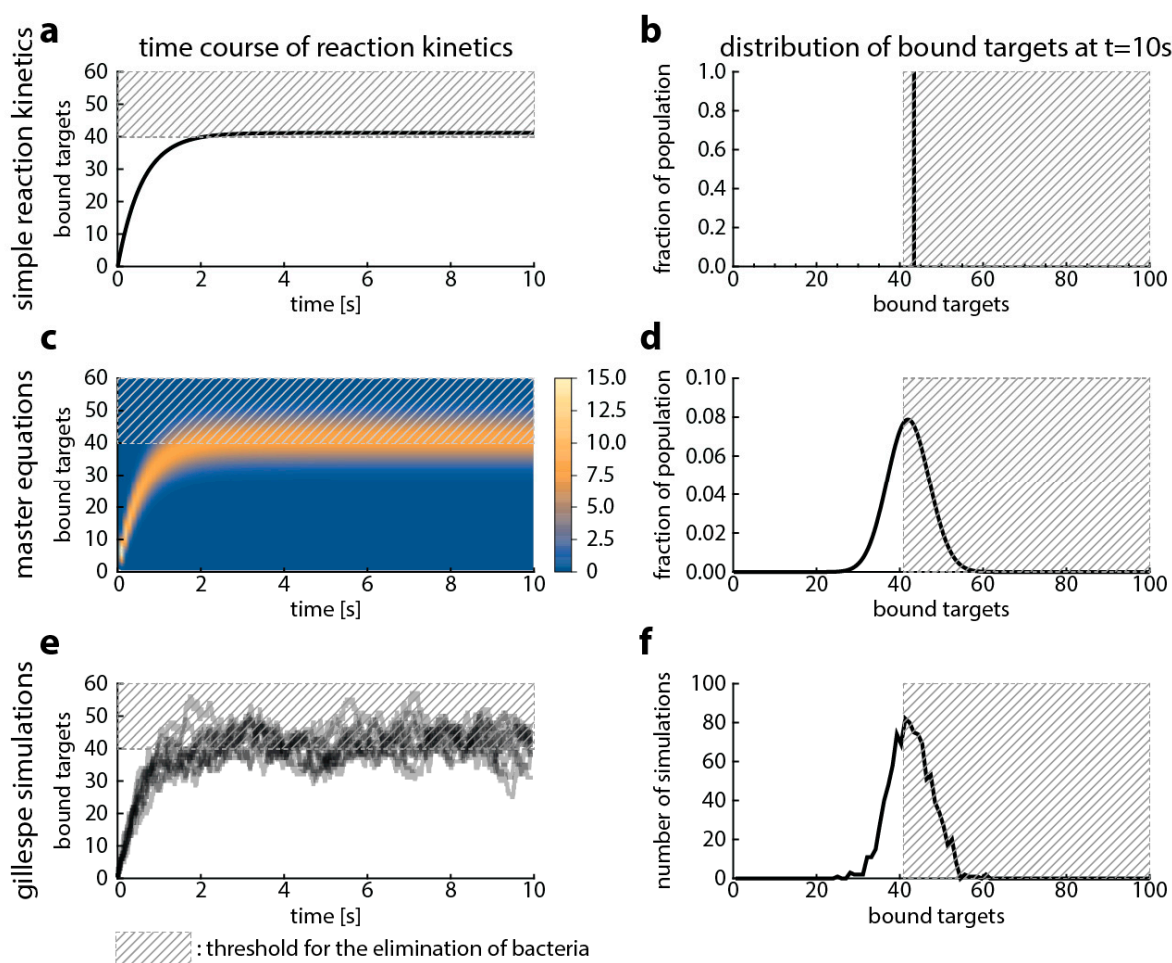 a
time course of reaction kinetics
b
distribution of bound targets at t=10s
simple reaction kinetics
bound targets
60
50
40
30
20
10
0
0 2 4 6 8 10
time [s]
fraction of population
1.0
0.8
0.6
0.4
0.2
0.0
0 20 40 60 80 100
bound targets
c
master equations
bound targets
60
50
40
30
20
10
0
0 2 4 6 8 10
time [s]
15.0
12.5
10.0
7.5
5.0
2.5
0
d
fraction of population
0.10
0.08
0.06
0.04
0.02
0.00
0 20 40 60 80 100
bound targets
e
gillespe simulations
bound targets
60
50
40
30
20
10
0
0 2 4 6 8 10
time [s]
f
number of simulations
100
80
60
40
20
0
0 20 40 60 80 100
bound targets
: threshold for the elimination of bacteria